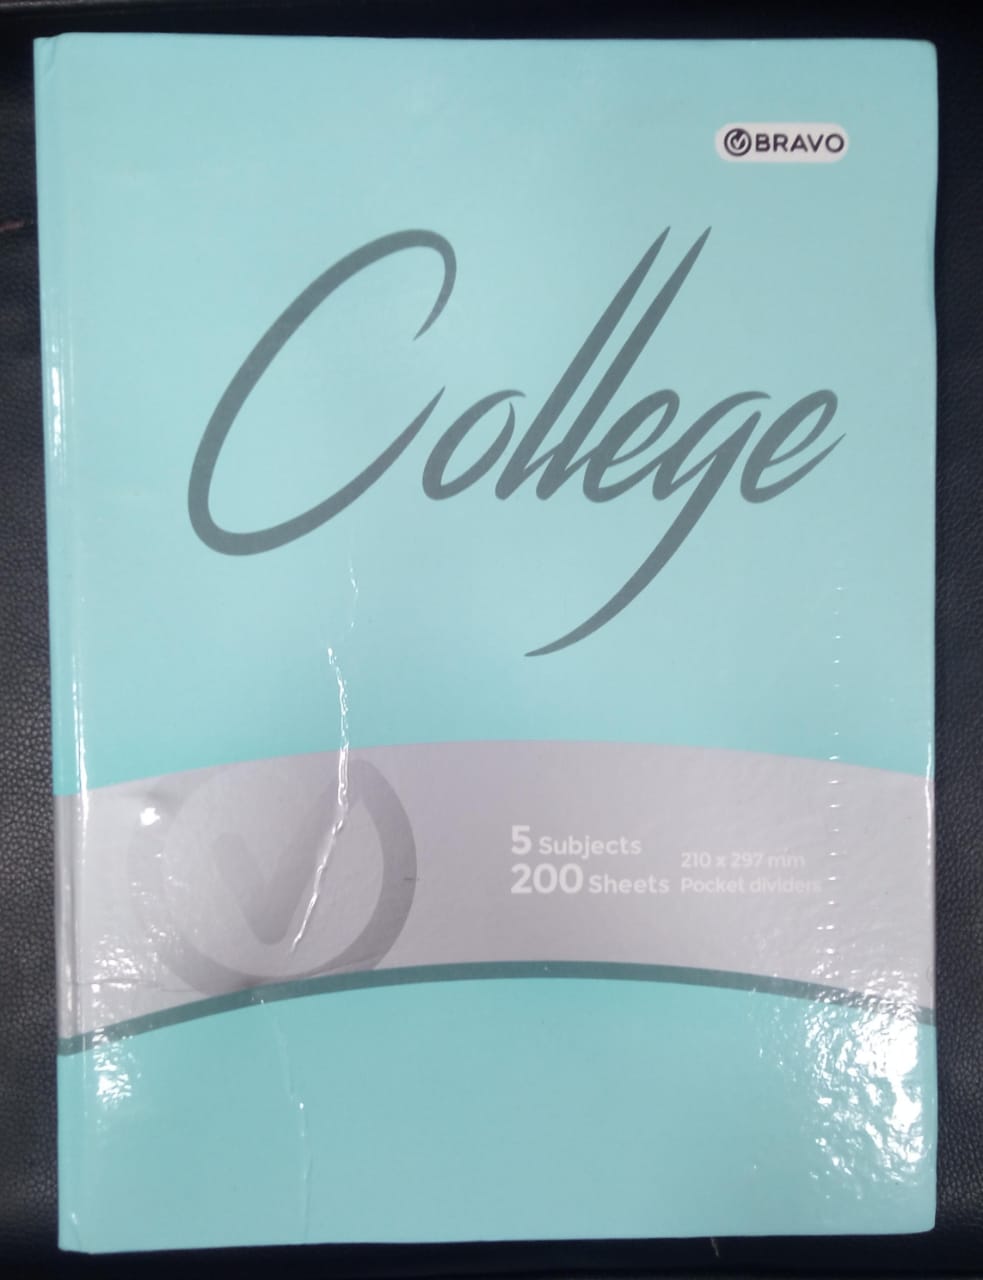 BRAVO
College
5 Subjects
200 Sheets
210 x 297 mm
Pocket dividers